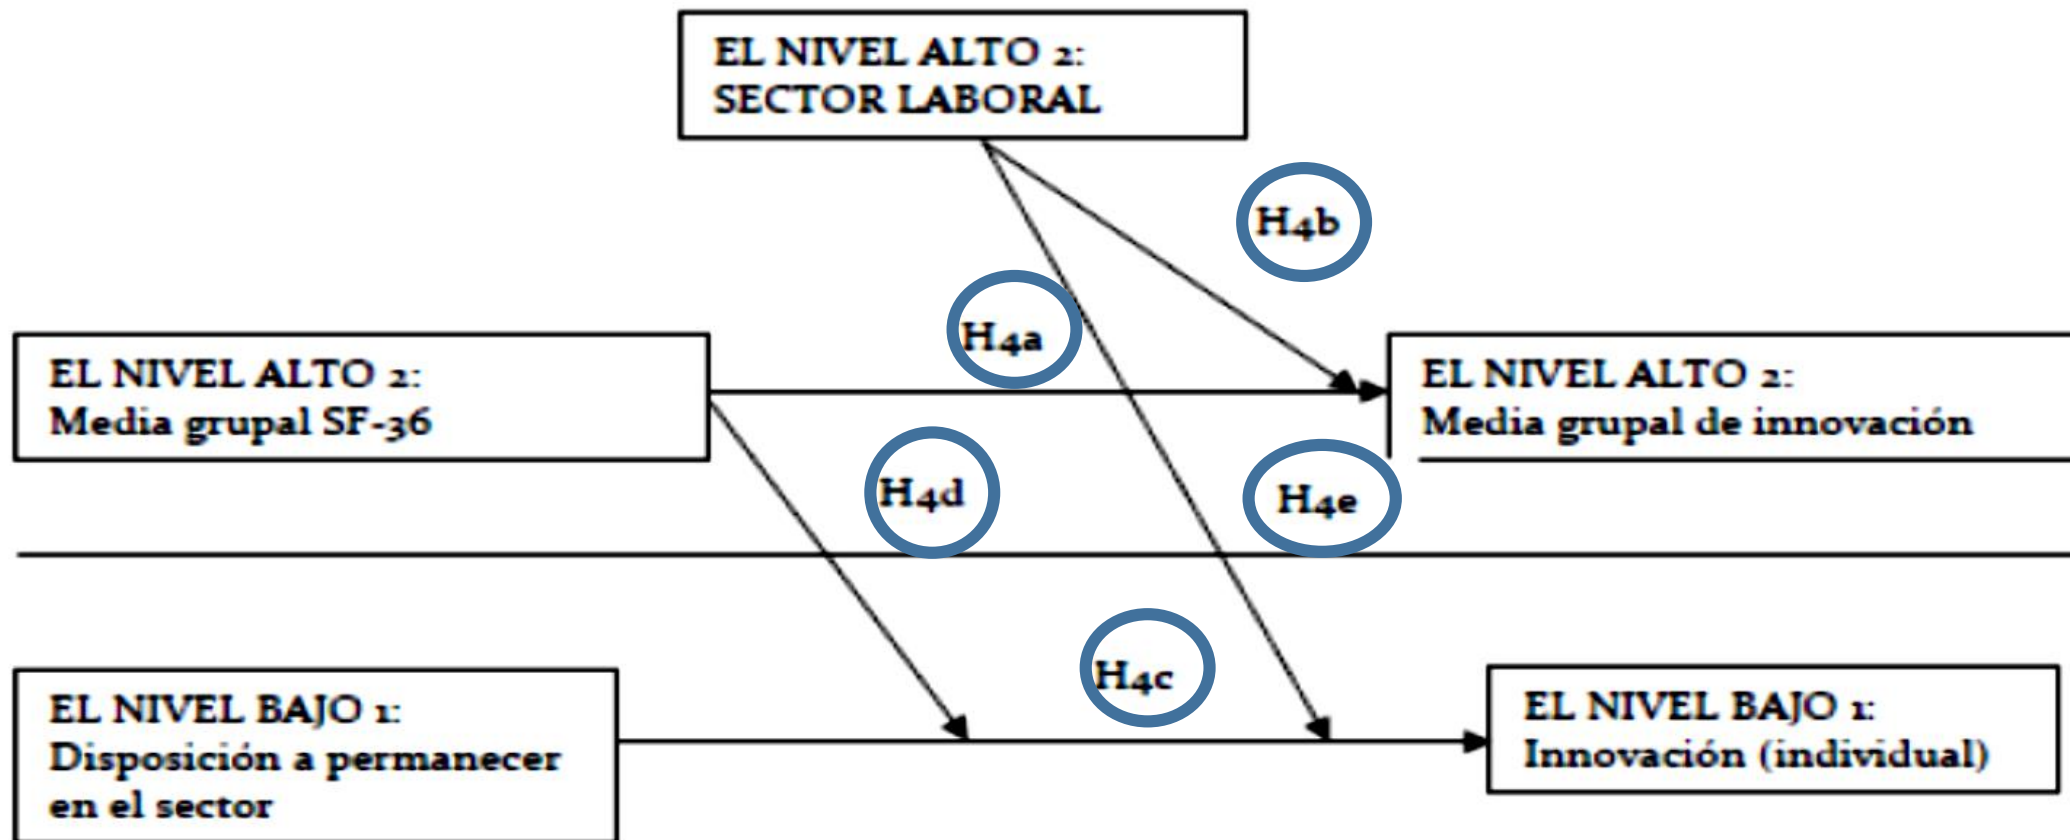 EL NIVEL ALTO 2:
SECTOR LABORAL
H4b
H4a
EL NIVEL ALTO 2:
Media grupal SF-36
EL NIVEL ALTO 2:
Media grupal de innovación
H4d
H4e
H4c
EL NIVEL BAJO 1:
Disposición a permanecer
en el sector
EL NIVEL BAJO 1:
Innovación (individual)